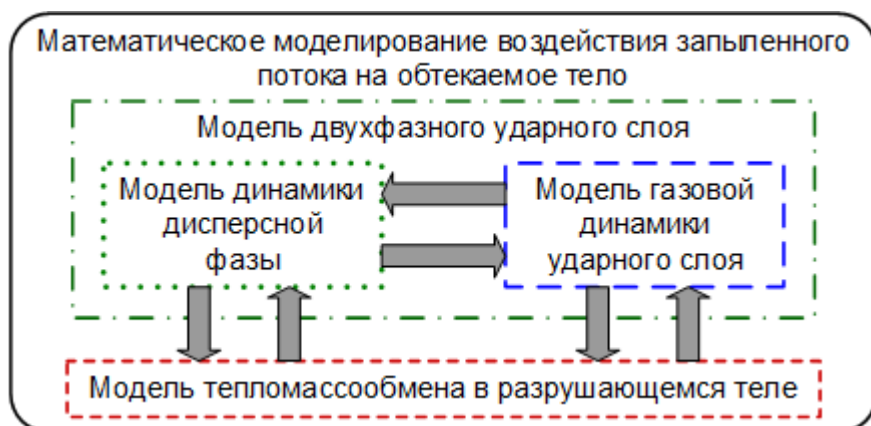 Математическое моделирование воздействия запыленного
потока на обтекаемое тело
Модель двухфазного ударного слоя
Модель динамики
дисперсной
фазы
Модель газовой
динамики
ударного слоя
Модель тепломассообмена в разрушающемся теле